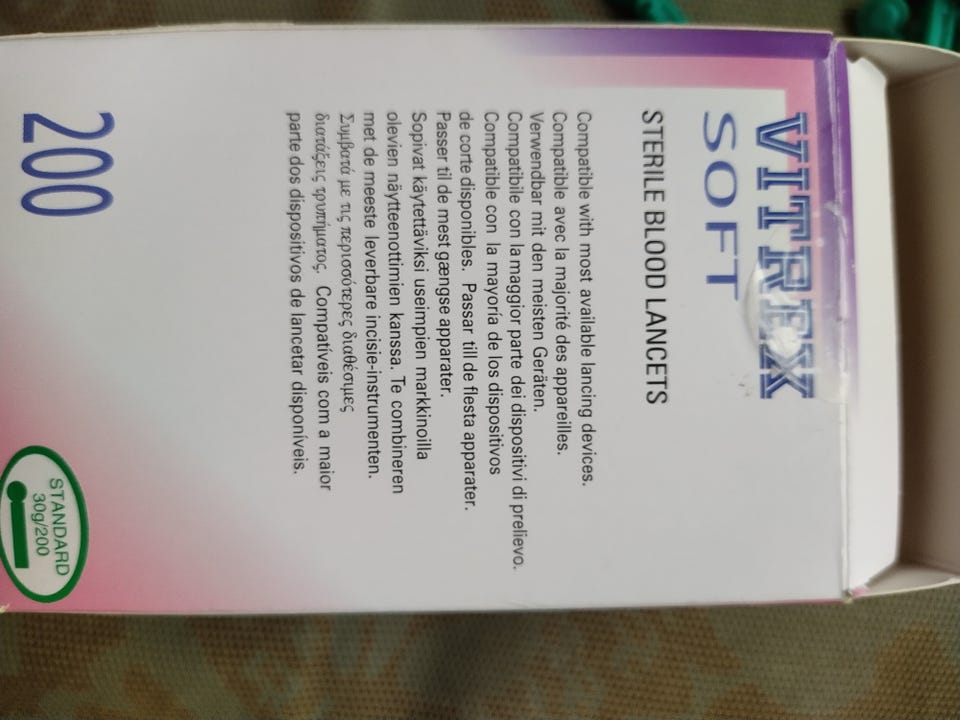 VITREX
SOFT
STERILE BLOOD LANCETS
Compatible with most available lancing devices.
Compatible avec la majorité des appareilles.
Verwendbar mit den meisten Geräten.
Compatibile con la maggior parte dei dispositivi di prelievo.
Compatible con la mayoría de los dispositivos
de corte disponibles. Passar till de flesta apparater.
Passer til de mest gængse apparater.
Sopivat käytettäviksi useimpien markkinoilla
olevien näytteenottimien kanssa. Te combineren
met de meeste leverbare incisie-instrumenten.
Συμβατά με τις περισσότερες διαθέσιμες
διατάξεις τρυπήματος. Compatíveis com a maior
parte dos dispositivos de lancetar disponíveis.
200
STANDARD
30g/200